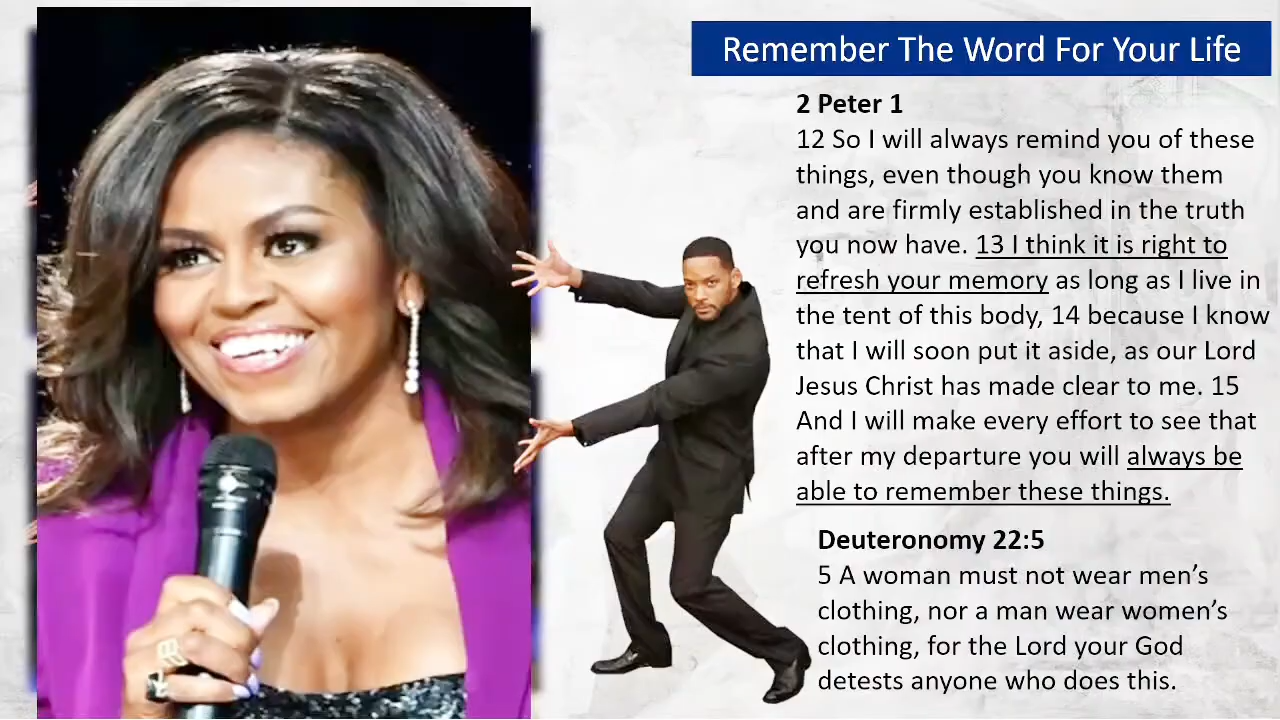 Remember The Word For Your Life
2 Peter 1
12 So I will always remind you of these
things, even though you know them
and are firmly established in the truth
you now have. 13 I think it is right to
refresh your memory as long as I live in
the tent of this body, 14 because I know
that I will soon put it aside, as our Lord
Jesus Christ has made clear to me. 15
And I will make every effort to see that
after my departure you will always be
able to remember these things.
Deuteronomy 22:5
5 A woman must not wear men’s
clothing, nor a man wear women’s
clothing, for the Lord your God
detests anyone who does this.